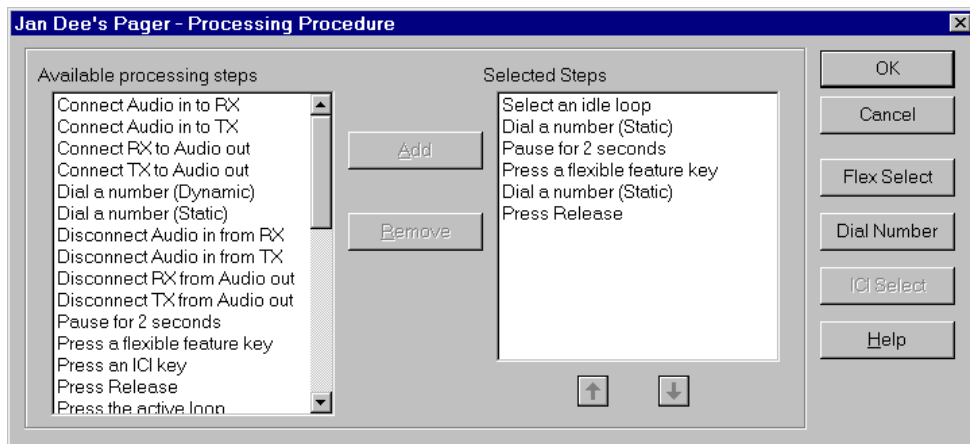 Jan Dee's Pager - Processing Procedure
Available processing steps
Connect Audio in to RX
Connect Audio in to TX
Connect RX to Audio out
Connect TX to Audio out
Dial a number (Dynamic)
Dial a number (Static)
Disconnect Audio in from RX
Disconnect Audio in from TX
Disconnect RX from Audio out
Disconnect TX from Audio out
Pause for 2 seconds
Press a flexible feature key
Press an ICI key
Press Release
Press the active loop
Add
Remove
Selected Steps
Select an idle loop
Dial a number (Static)
Pause for 2 seconds
Press a flexible feature key
Dial a number (Static)
Press Release
OK
Cancel
Flex Select
Dial Number
ICI Select
Help